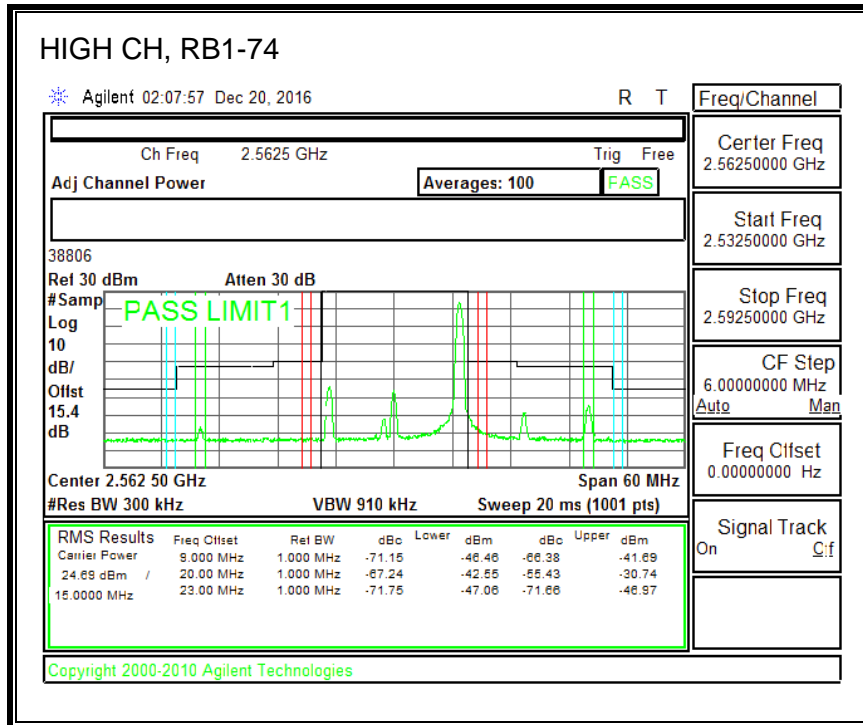 HIGH CH, RB1-74
Agilent 02:07:57 Dec 20, 2016 R T
Freq/Channel
Ch Freq 2.5625 GHz Trig Free
Adj Channel Power Averages: 100 PASS
Center Freq
2.56250000 GHz
Start Freq
2.53250000 GHz
Stop Freq
2.59250000 GHz
CF Step
6.00000000 MHz
Auto Man
Freq Offset
0.00000000 Hz
Signal Track
On Off
38806
Ref 30 dBm Atten 30 dB
#Samp
Log
10
dB/
Offst
15.4
dB
PASS LIMIT1
Center 2.562 50 GHz Span 60 MHz
#Res BW 300 kHz VBW 910 kHz Sweep 20 ms (1001 pts)
RMS Results Freq Offset Ref BW dBc Lower dBm dBc Upper dBm
Carrier Power 9.000 MHz 1.000 MHz -71.15 -46.46 -66.38 -41.69
24.69 dBm / 20.00 MHz 1.000 MHz -67.24 -42.55 -55.43 -30.74
15.0000 MHz 23.00 MHz 1.000 MHz -71.75 -47.06 -71.66 -46.97
Copyright 2000-2010 Agilent Technologies